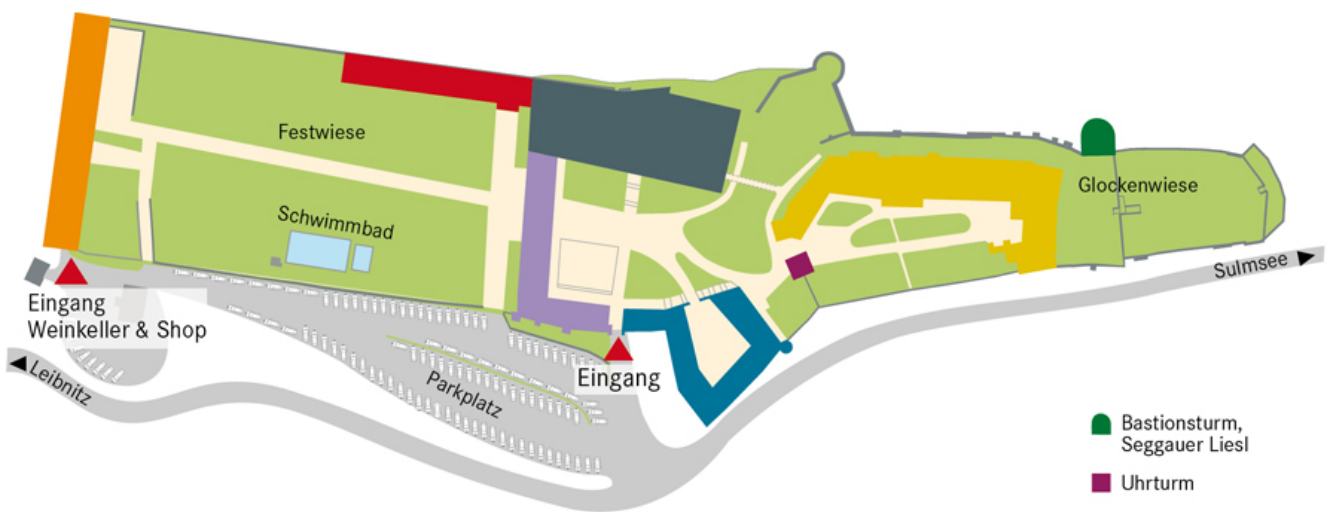 Festwiese
Schwimmbad
Glockenwiese
Sulmsee
Eingang
Weinkeller & Shop
Eingang
Parkplatz
Leibnitz
Bastionsturm,
Seggauer Liesl
Uhrturm